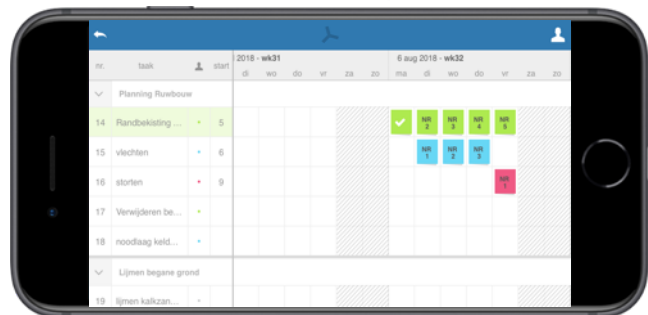 2018 - wk31 6 aug 2018 - wk32
nr. taak start di wo do vr za zo ma di wo do vr za zo
Planning Ruwbouw
14 Randbekisting ... 5 NR 2 NR 3 NR 4 NR 5
15 vlechten 6 NR 1 NR 2 NR 3
16 storten 9 NR 1
17 Verwijderen be...
18 noodlaag keld...
Lijmen begane grond
19 lijmen kalkzan...